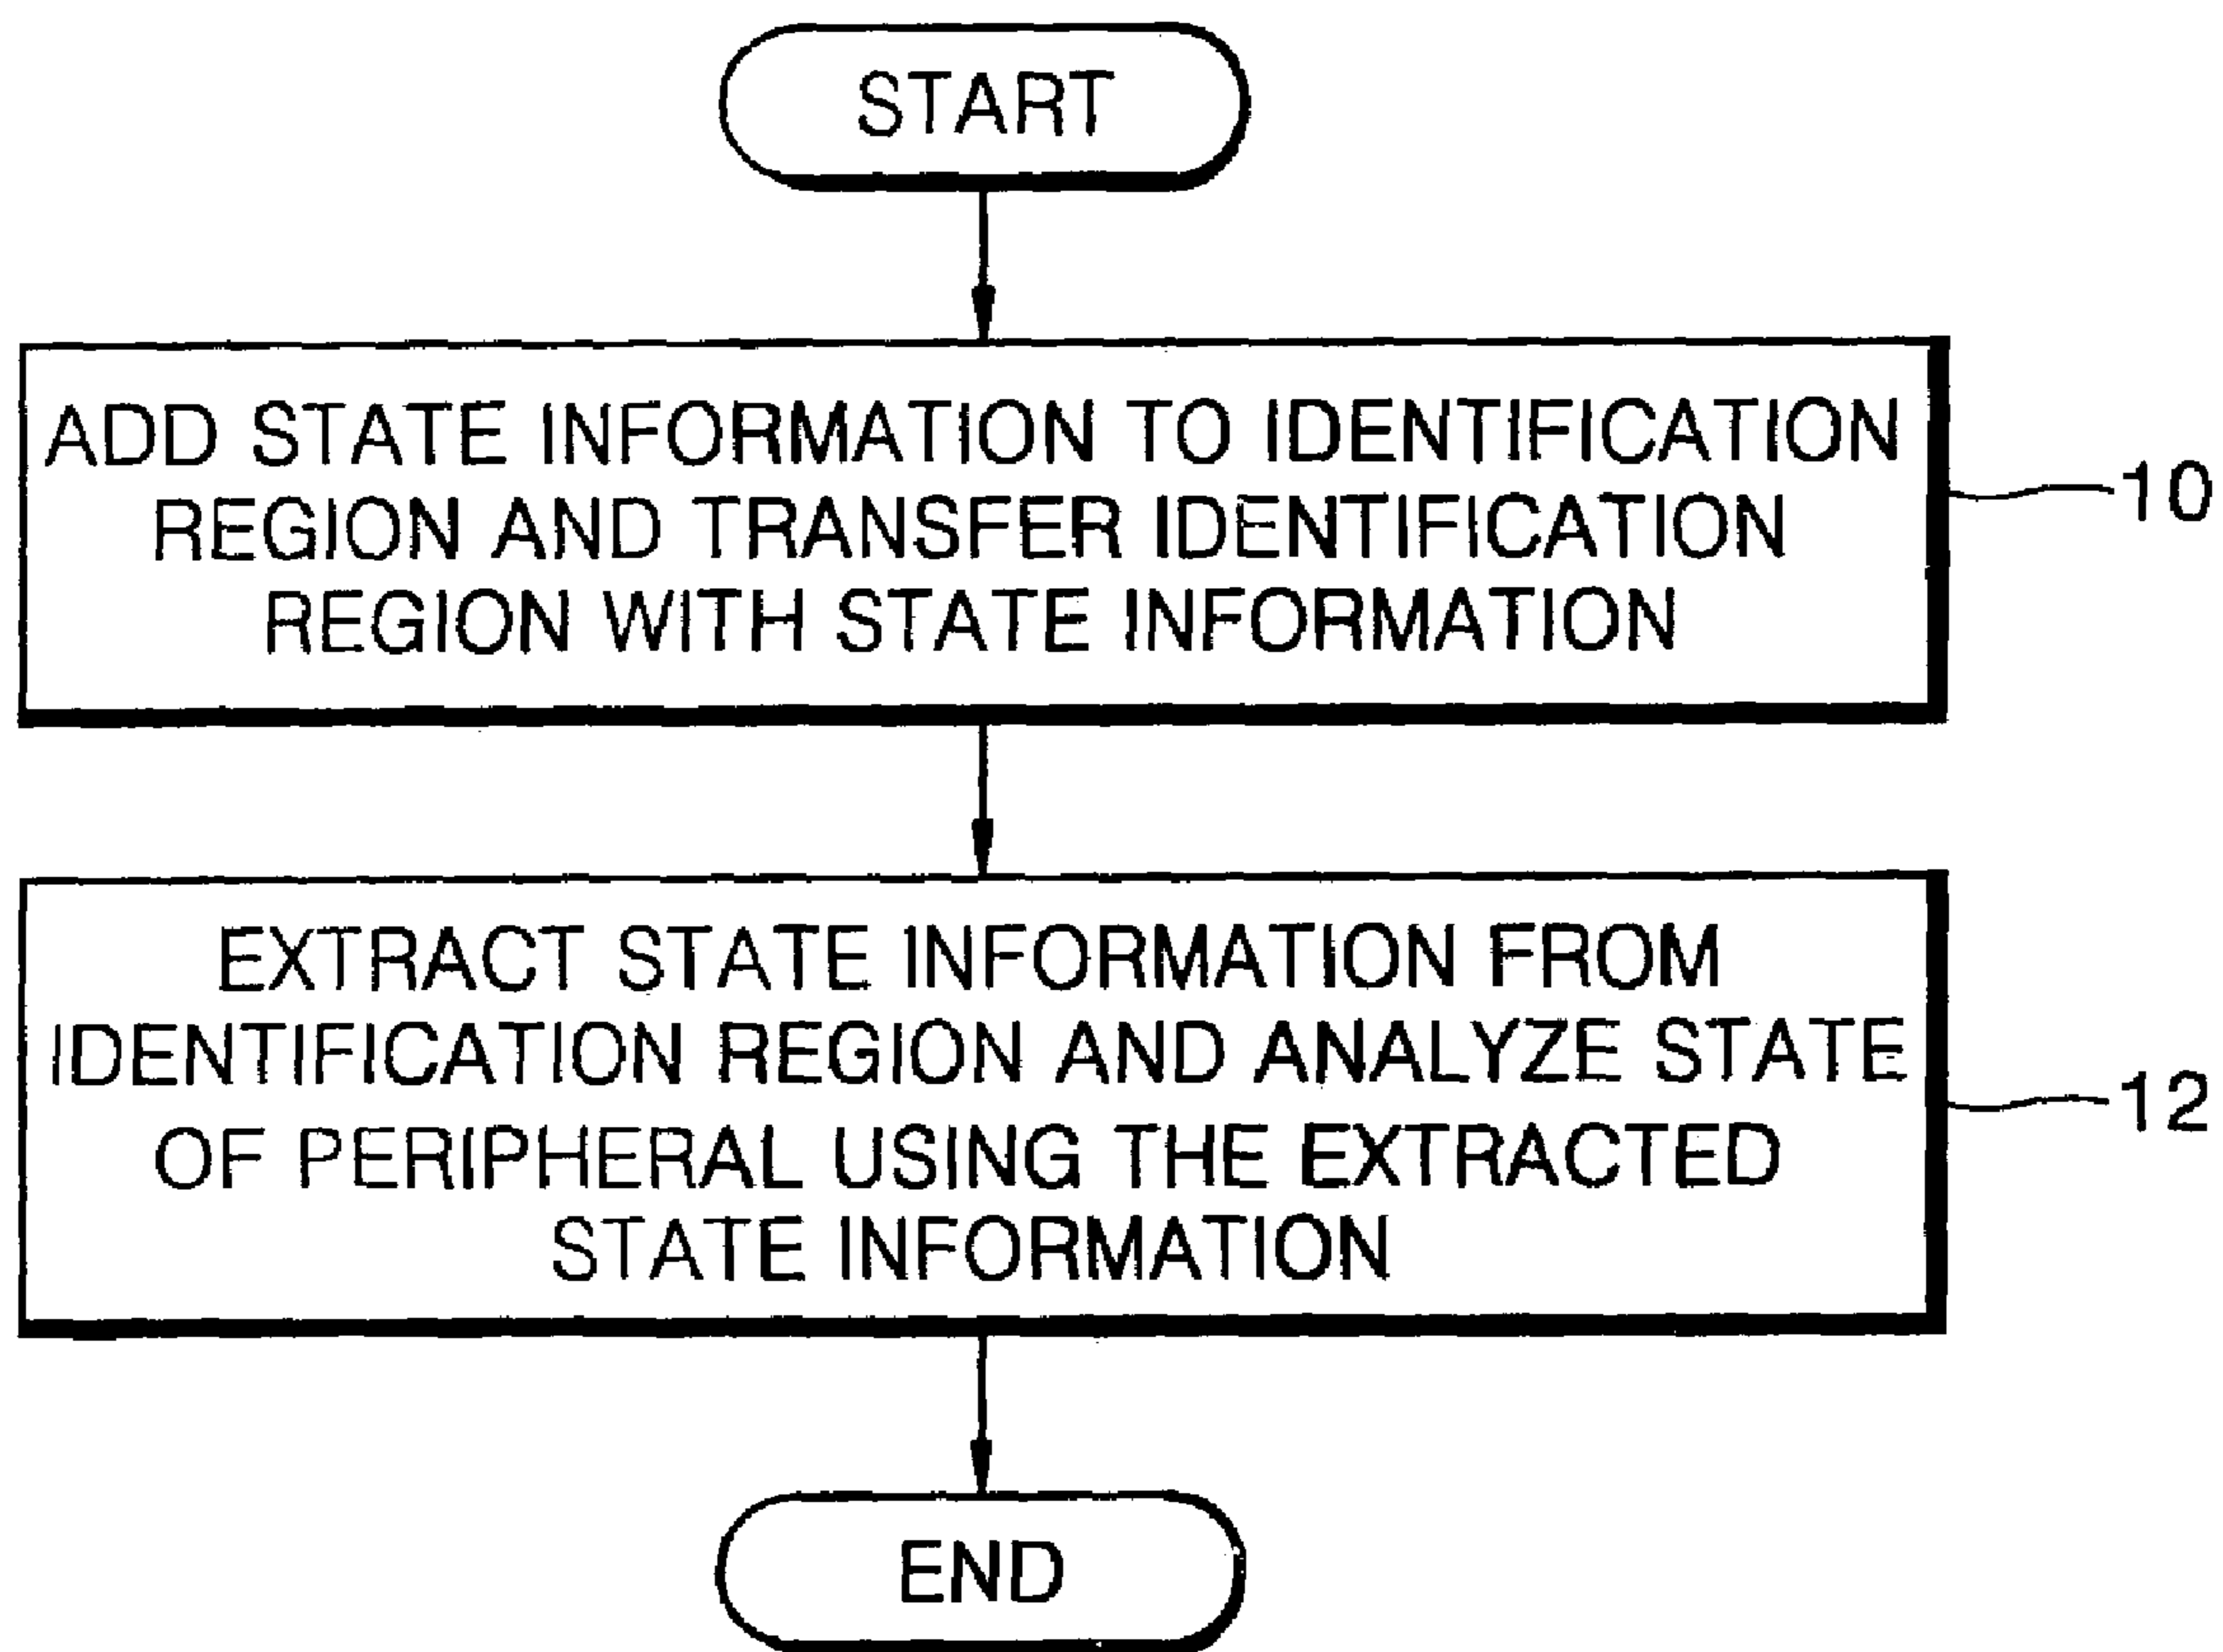 START
ADD STATE INFORMATION TO IDENTIFICATION
REGION AND TRANSFER IDENTIFICATION
REGION WITH STATE INFORMATION
10
EXTRACT STATE INFORMATION FROM
IDENTIFICATION REGION AND ANALYZE STATE
OF PERIPHERAL USING THE EXTRACTED
STATE INFORMATION
12
END